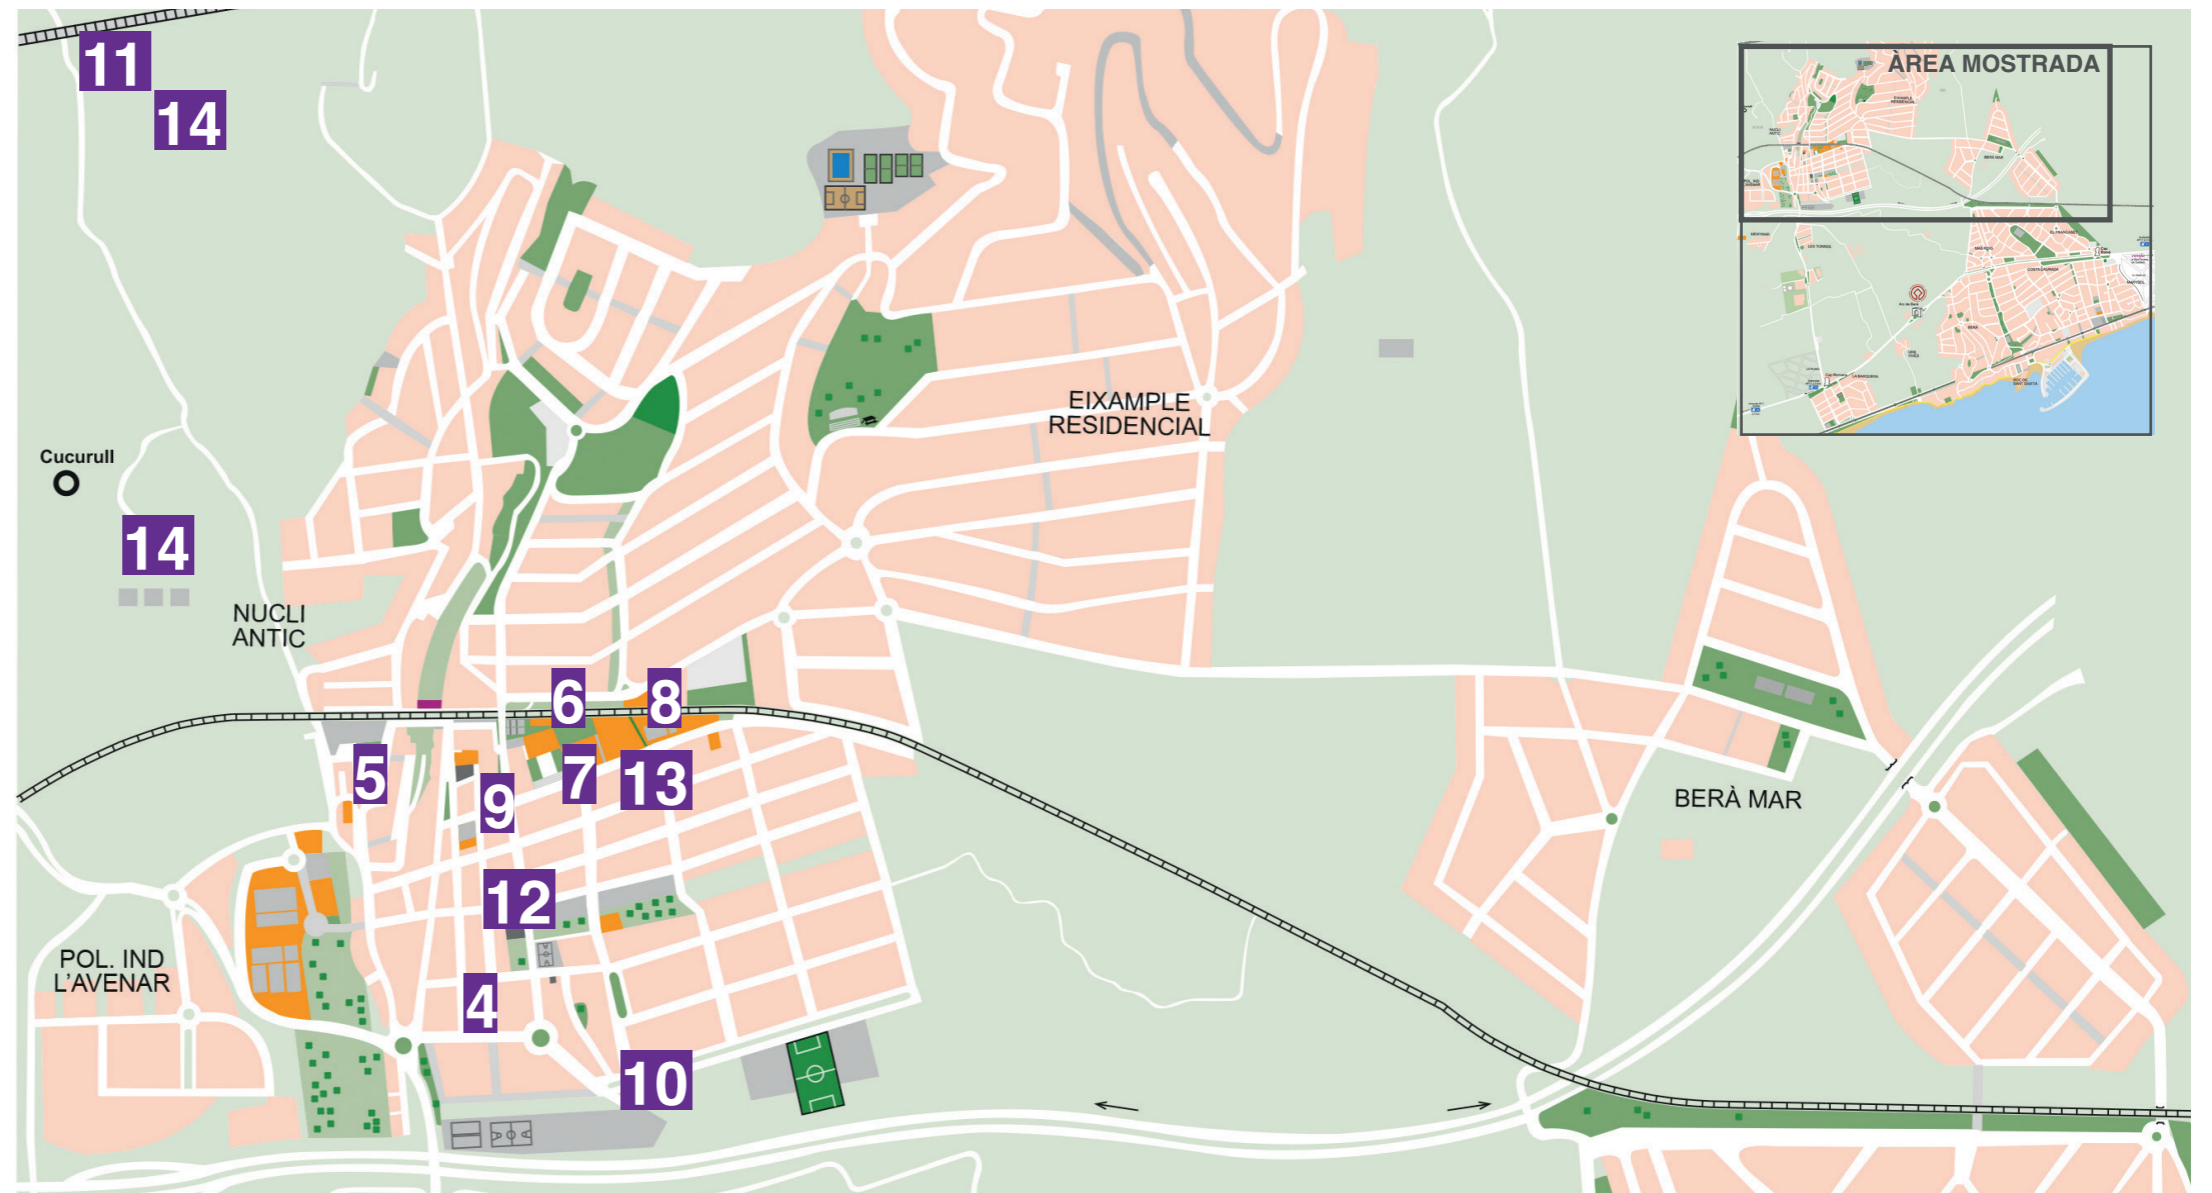 11
14
ÀREA MOSTRADA
EIXAMPLE
RESIDENCIAL
Cucurull
14
NUCLI
ANTIC
6
8
5
7
13
9
BERÀ MAR
12
POL. IND
L'AVENAR
4
10